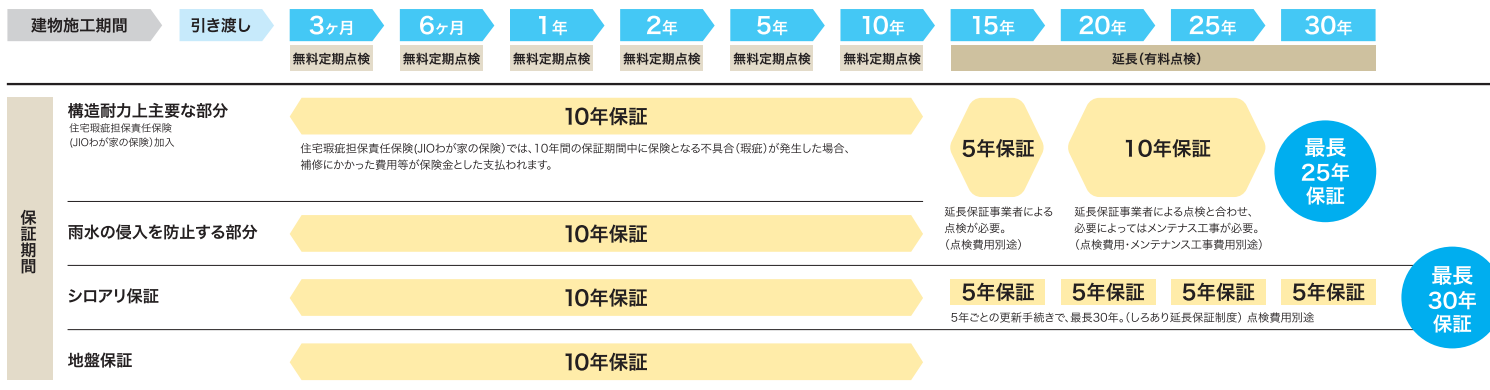 建物施工期間
引き渡し
3ヶ月
6ヶ月
1年
2年
5年
10年
15年
20年
25年
30年
無料定期点検
無料定期点検
無料定期点検
無料定期点検
無料定期点検
無料定期点検
延長(有料点検)
保証期間
構造耐力上主要な部分
住宅瑕疵担保責任保険
(JIOわが家の保険)加入
10年保証
住宅瑕疵担保責任保険(JIOわが家の保険)では、10年間の保証期間中に保険となる不具合(瑕疵)が発生した場合、
補修にかかった費用等が保険金とした支払われます。
5年保証
10年保証
最長
25年
保証
雨水の侵入を防止する部分
10年保証
延長保証事業者による
点検が必要。
(点検費用別途)
延長保証事業者による点検と合わせ、
必要によってはメンテナス工事が必要。
(点検費用・メンテナンス工事費用別途)
シロアリ保証
10年保証
5年保証
5年保証
5年保証
5年保証
5年ごとの更新手続きで、最長30年。(しろあり延長保証制度) 点検費用別途
最長
30年
保証
地盤保証
10年保証